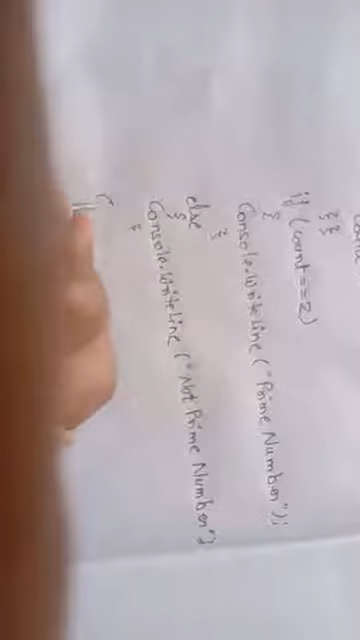 }}
if (count==2)
{
Console.WriteLine ("Prime Number");
}
else
{
Console.WriteLine ("Not Prime Number")
}